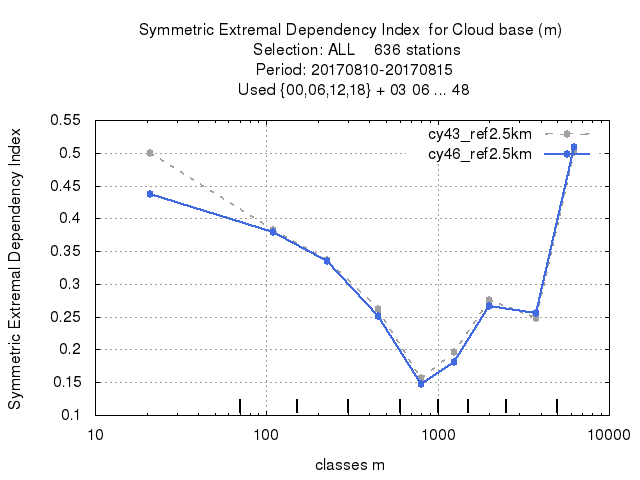 Symmetric Extremal Dependency Index  for Cloud base (m)
Selection: ALL    636 stations
Period: 20170810-20170815
Used {00,06,12,18} + 03 06 ... 48
Symmetric Extremal Dependency Index
0.55
0.5
0.45
0.4
0.35
0.3
0.25
0.2
0.15
0.1
cy43_ref2.5km
cy46_ref2.5km
10 100 1000 10000
classes m